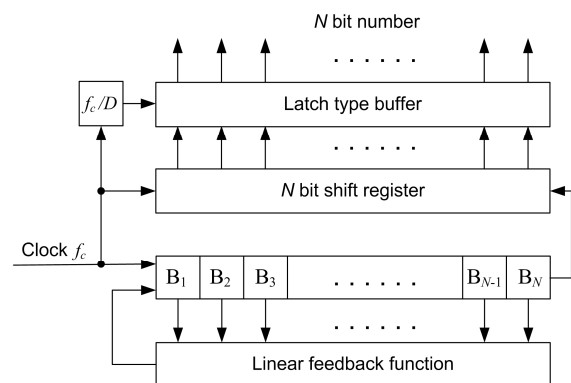 N bit number
. . . . . .
f_c/D
Latch type buffer
. . . . . .
N bit shift register
Clock f_c
B_1 B_2 B_3 . . . . . . B_{N-1} B_N
. . . . . .
Linear feedback function